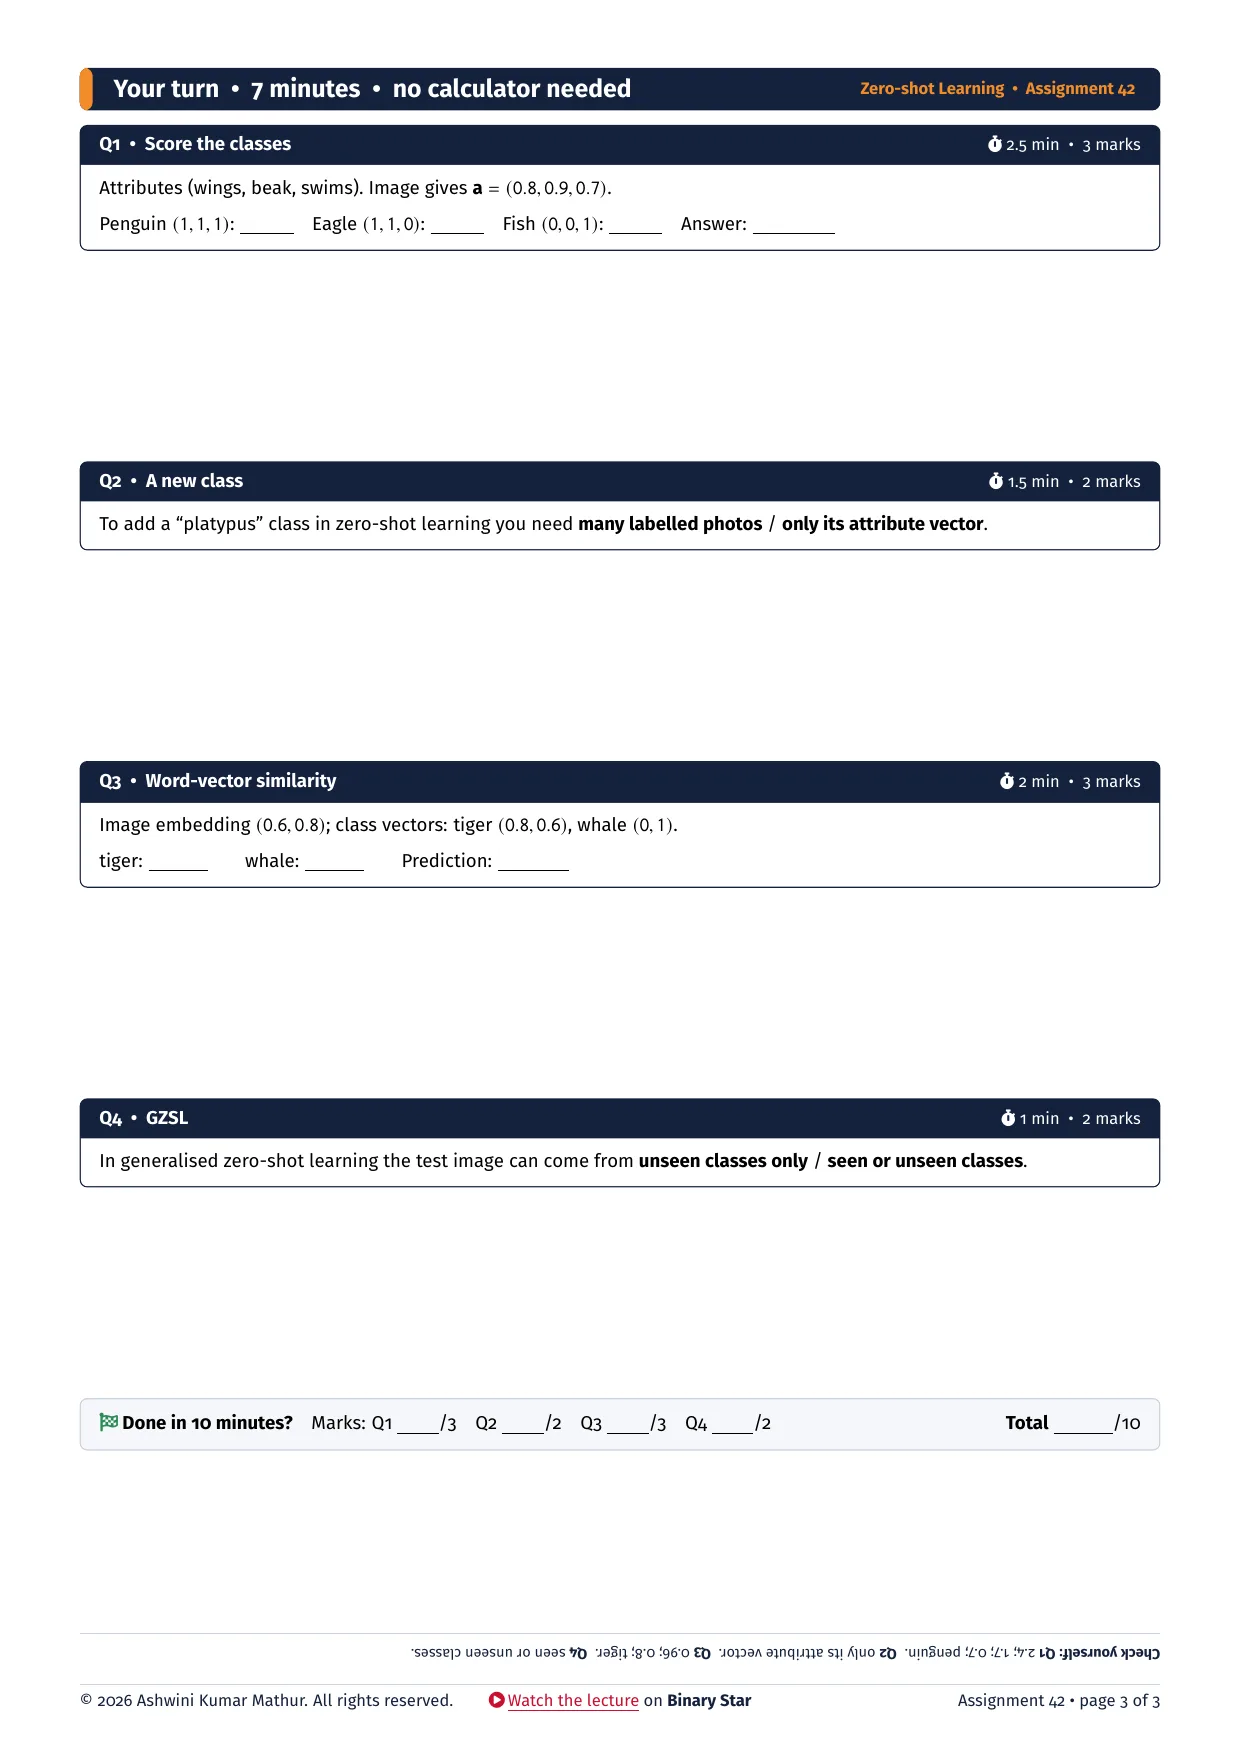 Your turn • 7 minutes • no calculator needed
Zero-shot Learning • Assignment 42
Q1 • Score the classes
2.5 min • 3 marks
Attributes (wings, beak, swims). Image gives a = (0.8, 0.9, 0.7).
Penguin (1, 1, 1): _____ Eagle (1, 1, 0): _____ Fish (0, 0, 1): _____ Answer: ________
Q2 • A new class
1.5 min • 2 marks
To add a “platypus” class in zero-shot learning you need many labelled photos / only its attribute vector.
Q3 • Word-vector similarity
2 min • 3 marks
Image embedding (0.6, 0.8); class vectors: tiger (0.8, 0.6), whale (0, 1).
tiger: ______ whale: ______ Prediction: _______
Q4 • GZSL
1 min • 2 marks
In generalised zero-shot learning the test image can come from unseen classes only / seen or unseen classes.
Done in 10 minutes? Marks: Q1 ____/3 Q2 ____/2 Q3 ____/3 Q4 ____/2 Total ______/10
Check yourself: Q1 2.4; 1.7; 0.7; penguin. Q2 only its attribute vector. Q3 0.96; 0.8; tiger. Q4 seen or unseen classes.
© 2026 Ashwini Kumar Mathur. All rights reserved. Watch the lecture on Binary Star Assignment 42 • page 3 of 3